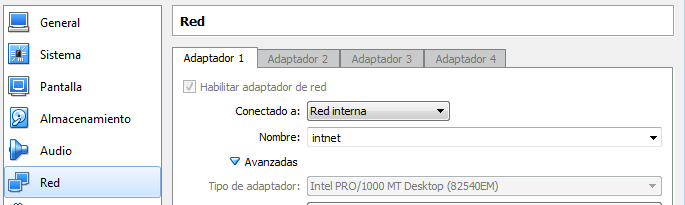 General
Sistema
Pantalla
Almacenamiento
Audio
Red
Red
Adaptador 1 Adaptador 2 Adaptador 3 Adaptador 4
Habilitar adaptador de red
Conectado a: Red interna
Nombre: intnet
Avanzadas
Tipo de adaptador: Intel PRO/1000 MT Desktop (82540EM)